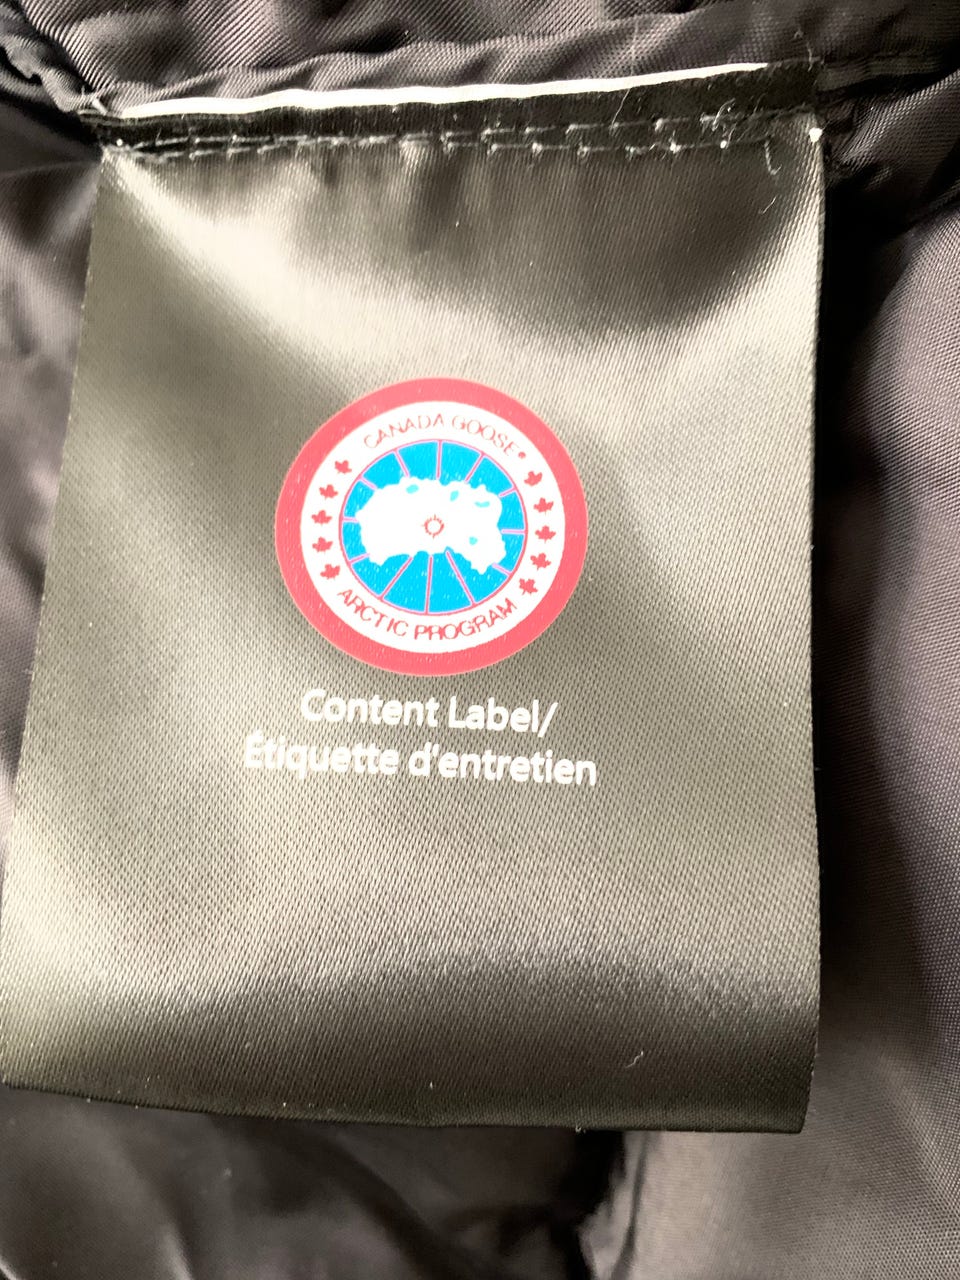 CANADA GOOSE®
ARCTIC PROGRAM
Content Label/
Étiquette d'entretien